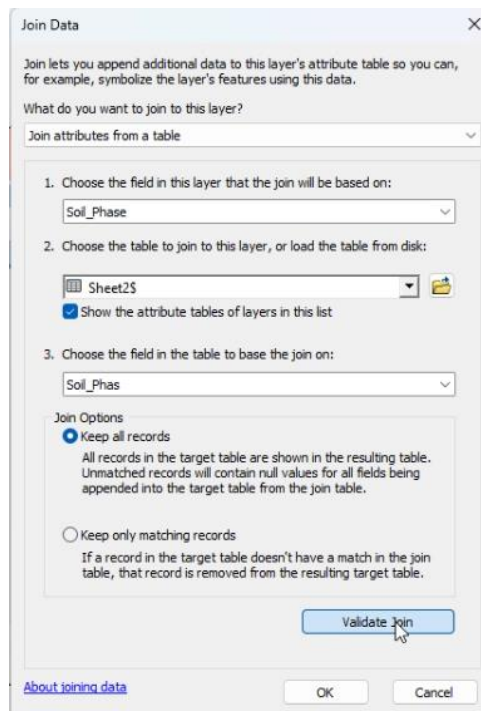 Join Data
Join lets you append additional data to this layer's attribute table so you can,
for example, symbolize the layer's features using this data.
What do you want to join to this layer?
Join attributes from a table
1. Choose the field in this layer that the join will be based on:
Soil_Phase
2. Choose the table to join to this layer, or load the table from disk:
Sheet2$
Show the attribute tables of layers in this list
3. Choose the field in the table to base the join on:
Soil_Phas
Join Options
Keep all records
All records in the target table are shown in the resulting table.
Unmatched records will contain null values for all fields being
appended into the target table from the join table.
Keep only matching records
If a record in the target table doesn't have a match in the join
table, that record is removed from the resulting target table.
Validate Join
About joining data
OK
Cancel